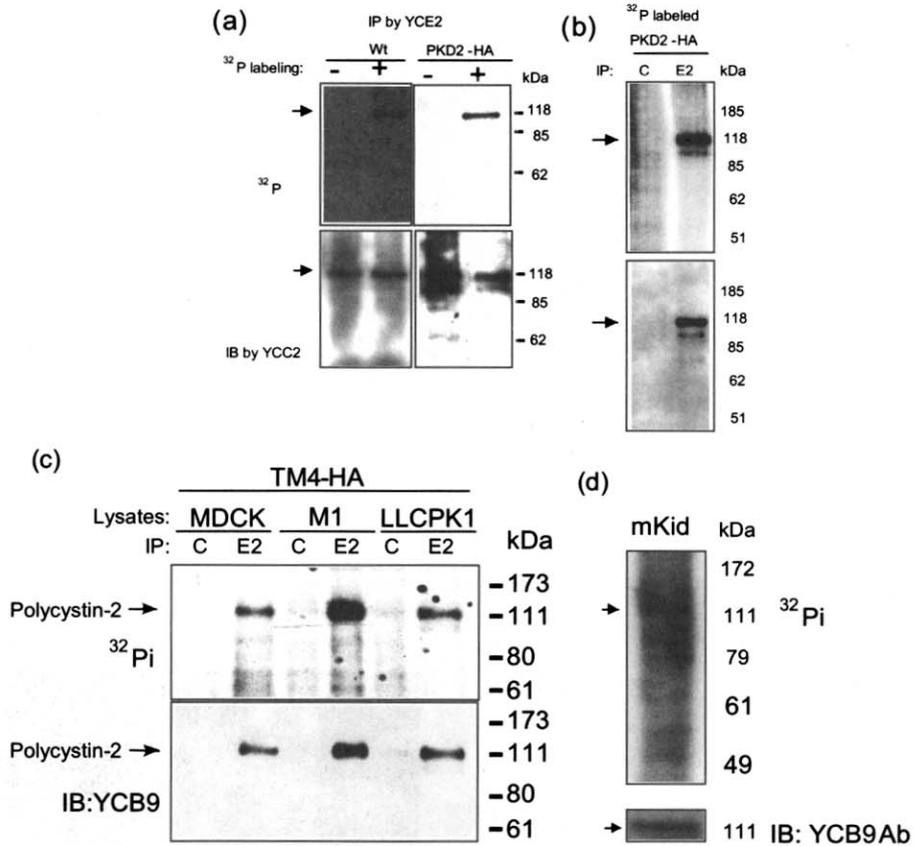 (a)
IP by YCE2
Wt PKD2 -HA
32P labeling: - + - +
kDa
118
85
62
32P
118
85
62
IB by YCC2
(b)
32P labeled
PKD2 -HA
IP: C E2 kDa
185
118
85
62
51
185
118
85
62
51
(c)
TM4-HA
Lysates: MDCK M1 LLCPK1
IP: C E2 C E2 C E2 kDa
173
Polycystin-2 111
32Pi
80
61
173
Polycystin-2 111
80
IB:YCB9
61
(d)
mKid kDa
172
111 32Pi
79
61
49
111 IB: YCB9Ab